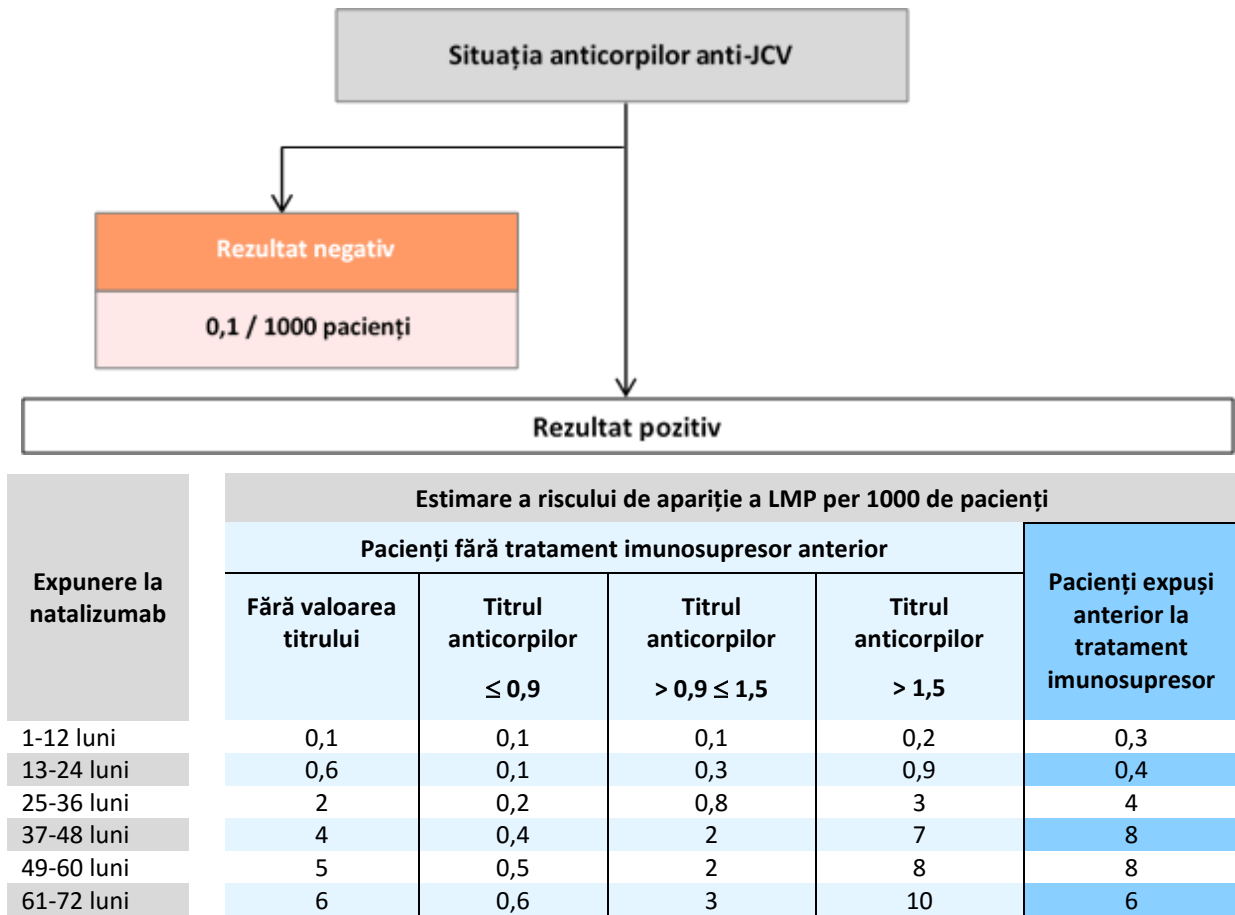 Situația anticorpilor anti-JCV
Rezultat negativ
0,1 / 1000 pacienți
Rezultat pozitiv
Expunere la
natalizumab
Estimare a riscului de apariție a LMP per 1000 de pacienți
Pacienți fără tratament imunosupresor anterior
Pacienți expuși
anterior la
tratament
imunosupresor
Fără valoarea
titrului
Titrul
anticorpilor
≤ 0,9
Titrul
anticorpilor
> 0,9 ≤ 1,5
Titrul
anticorpilor
> 1,5
1-12 luni 0,1 0,1 0,1 0,2 0,3
13-24 luni 0,6 0,1 0,3 0,9 0,4
25-36 luni 2 0,2 0,8 3 4
37-48 luni 4 0,4 2 7 8
49-60 luni 5 0,5 2 8 8
61-72 luni 6 0,6 3 10 6